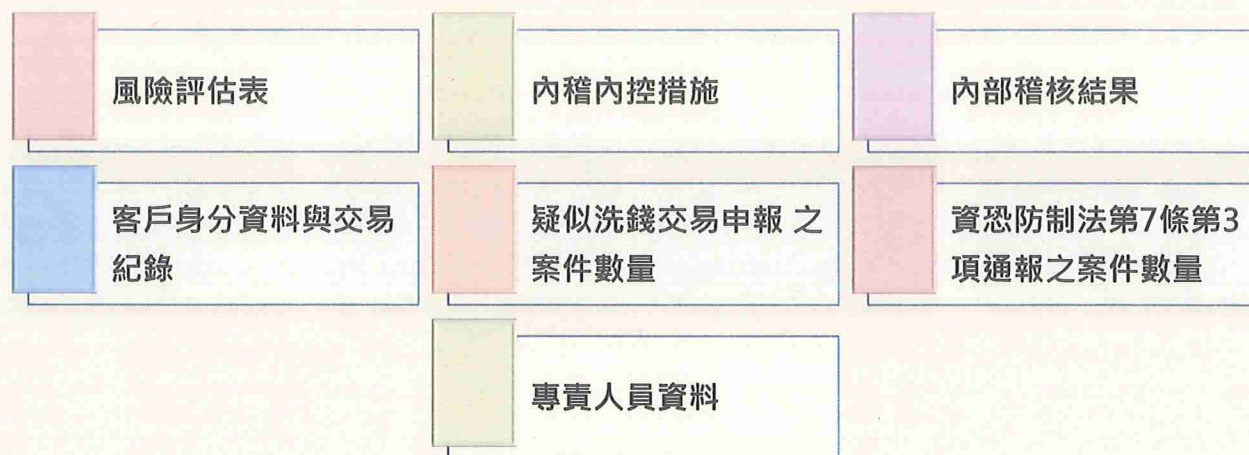 風險評估表
內稽內控措施
內部稽核結果
客戶身分資料與交易
紀錄
疑似洗錢交易申報 之
案件數量
資恐防制法第7條第3
項通報之案件數量
專責人員資料